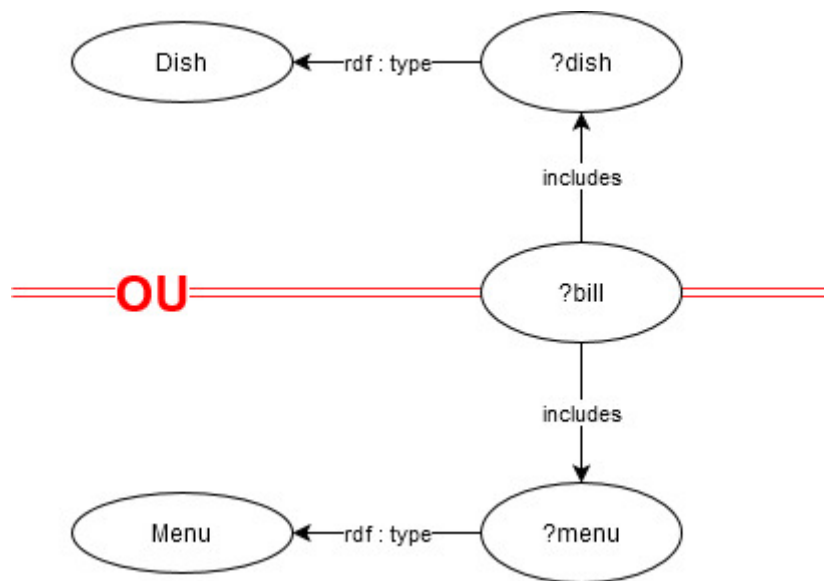 Dish
rdf : type
?dish
includes
OU
?bill
includes
Menu
rdf : type
?menu